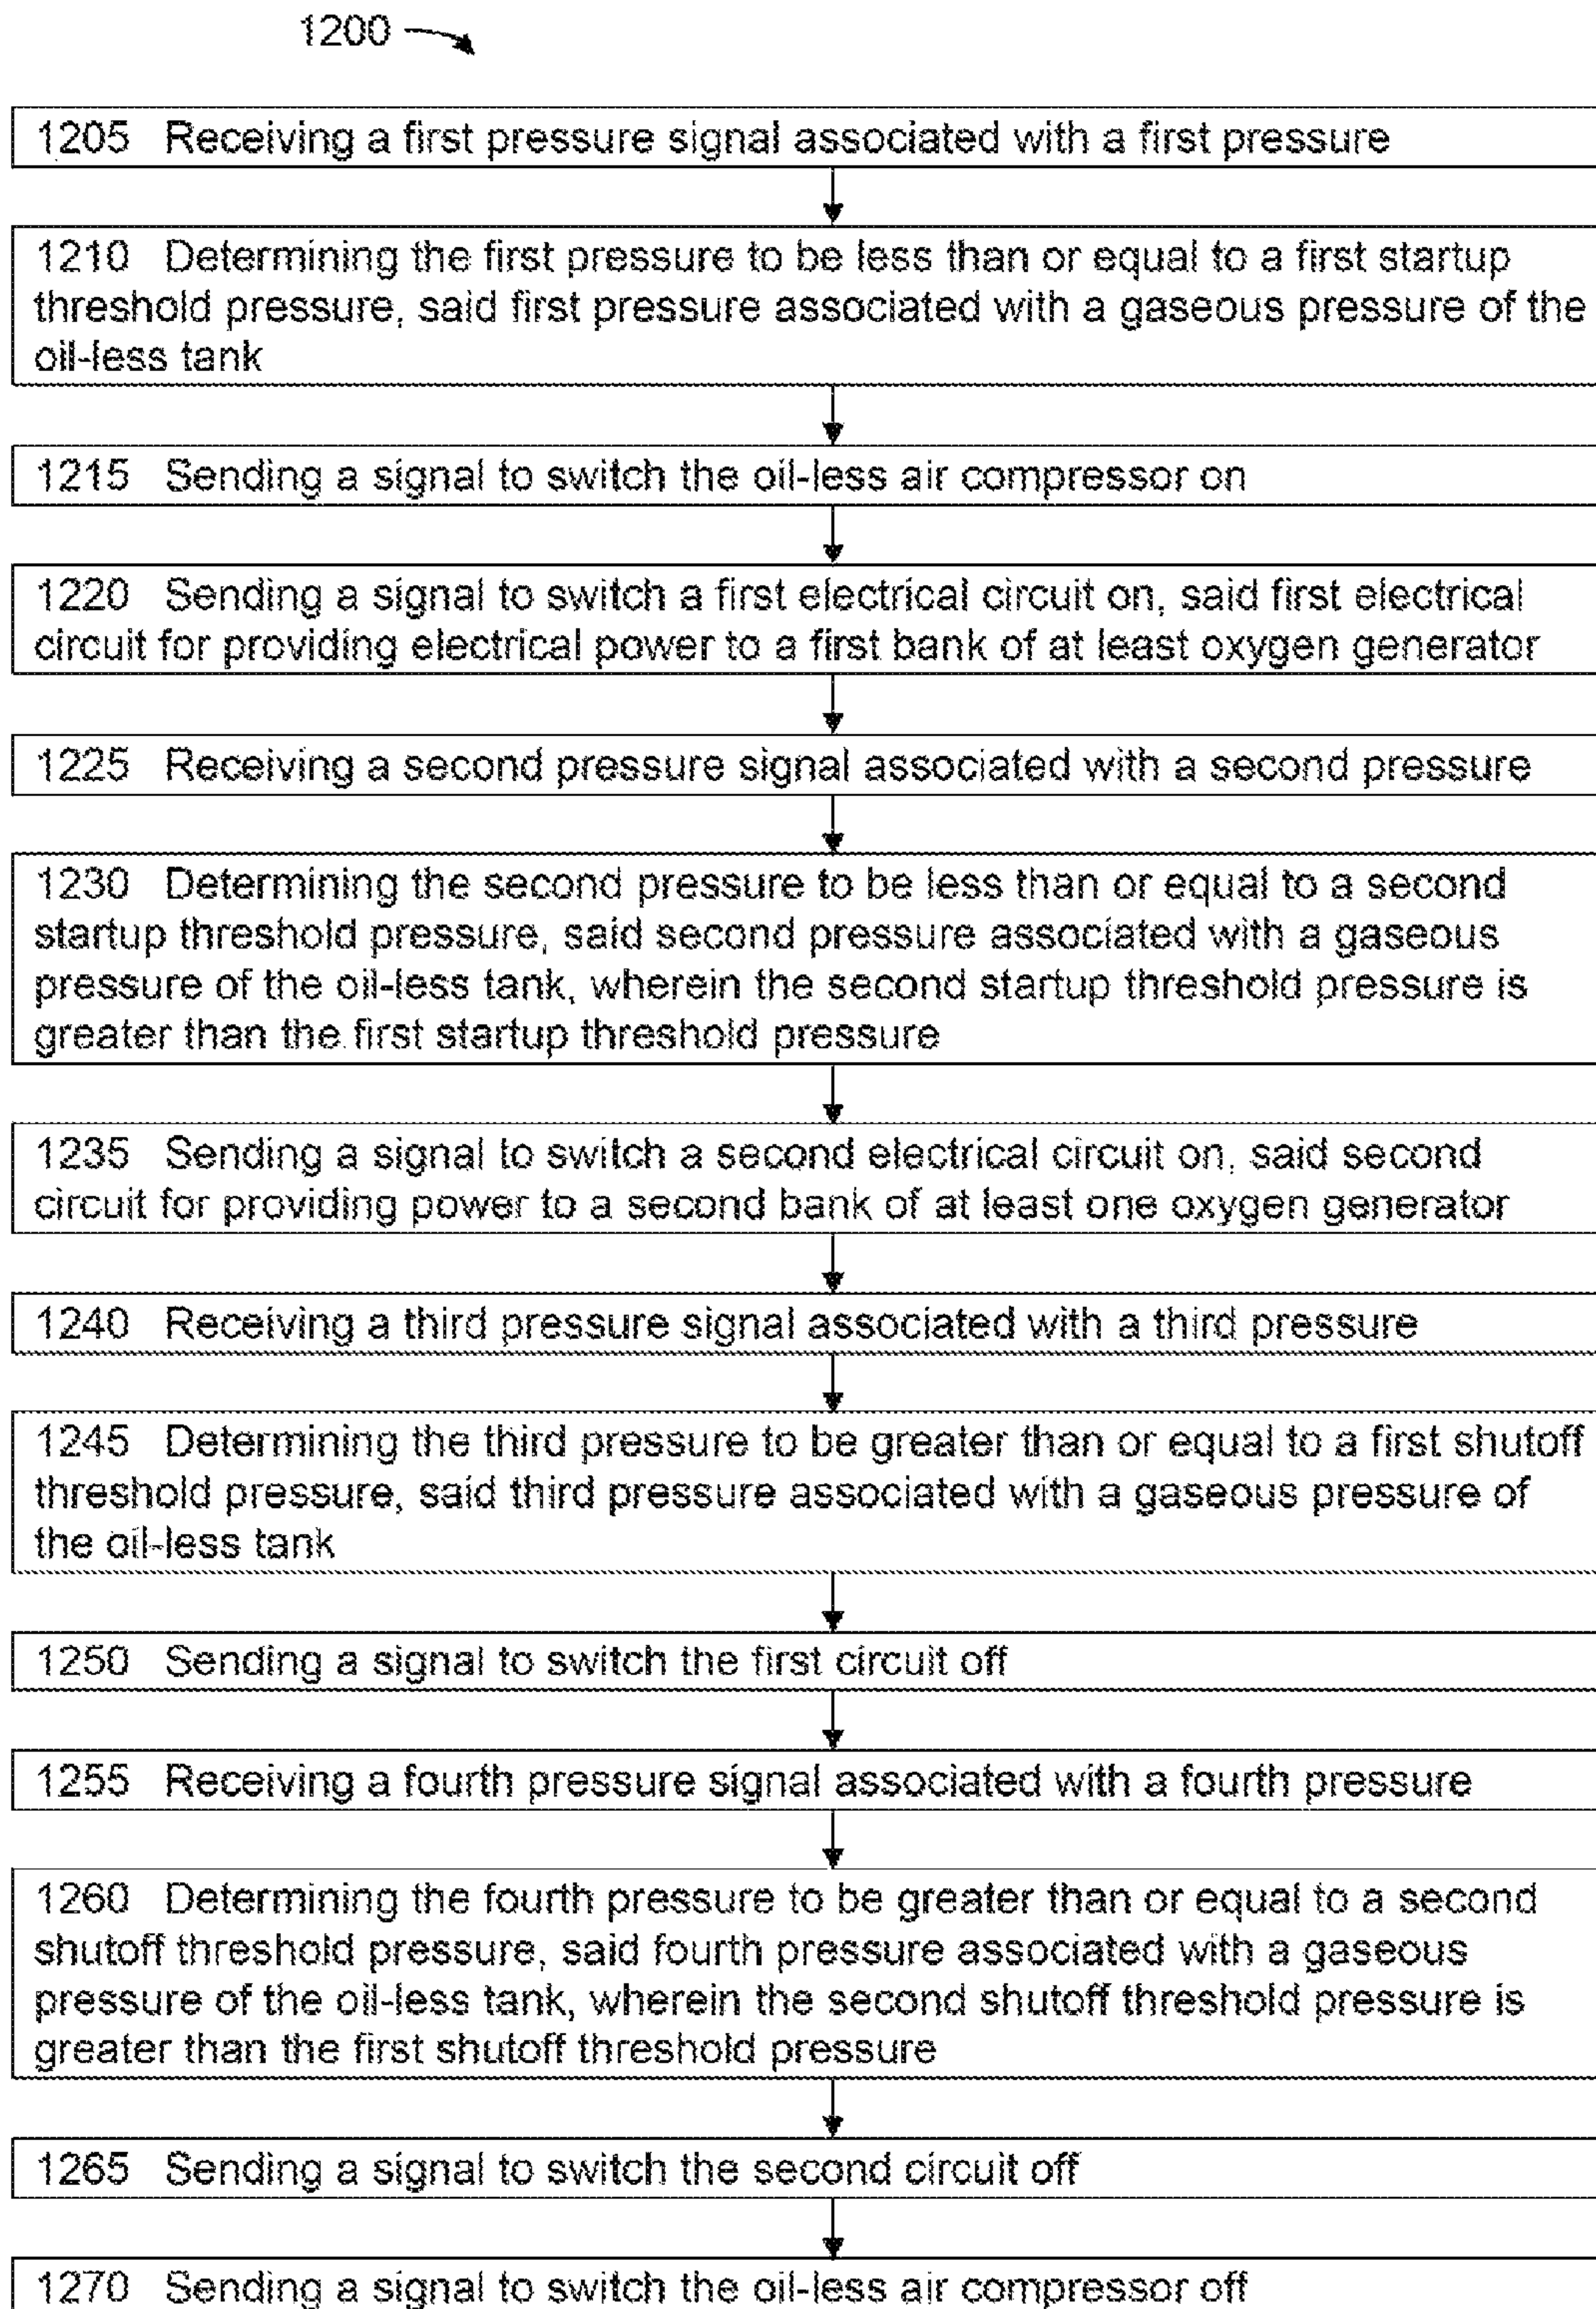 1200
1205 Receiving a first pressure signal associated with a first pressure
1210 Determining the first pressure to be less than or equal to a first startup
threshold pressure, said first pressure associated with a gaseous pressure of the
oil-less tank
1215 Sending a signal to switch the oil-less air compressor on
1220 Sending a signal to switch a first electrical circuit on, said first electrical
circuit for providing electrical power to a first bank of at least oxygen generator
1225 Receiving a second pressure signal associated with a second pressure
1230 Determining the second pressure to be less than or equal to a second
startup threshold pressure, said second pressure associated with a gaseous
pressure of the oil-less tank, wherein the second startup threshold pressure is
greater than the first startup threshold pressure
1235 Sending a signal to switch a second electrical circuit on, said second
circuit for providing power to a second bank of at least one oxygen generator
1240 Receiving a third pressure signal associated with a third pressure
1245 Determining the third pressure to be greater than or equal to a first shutoff
threshold pressure, said third pressure associated with a gaseous pressure of
the oil-less tank
1250 Sending a signal to switch the first circuit off
1255 Receiving a fourth pressure signal associated with a fourth pressure
1260 Determining the fourth pressure to be greater than or equal to a second
shutoff threshold pressure, said fourth pressure associated with a gaseous
pressure of the oil-less tank, wherein the second shutoff threshold pressure is
greater than the first shutoff threshold pressure
1265 Sending a signal to switch the second circuit off
1270 Sending a signal to switch the oil-less air compressor off